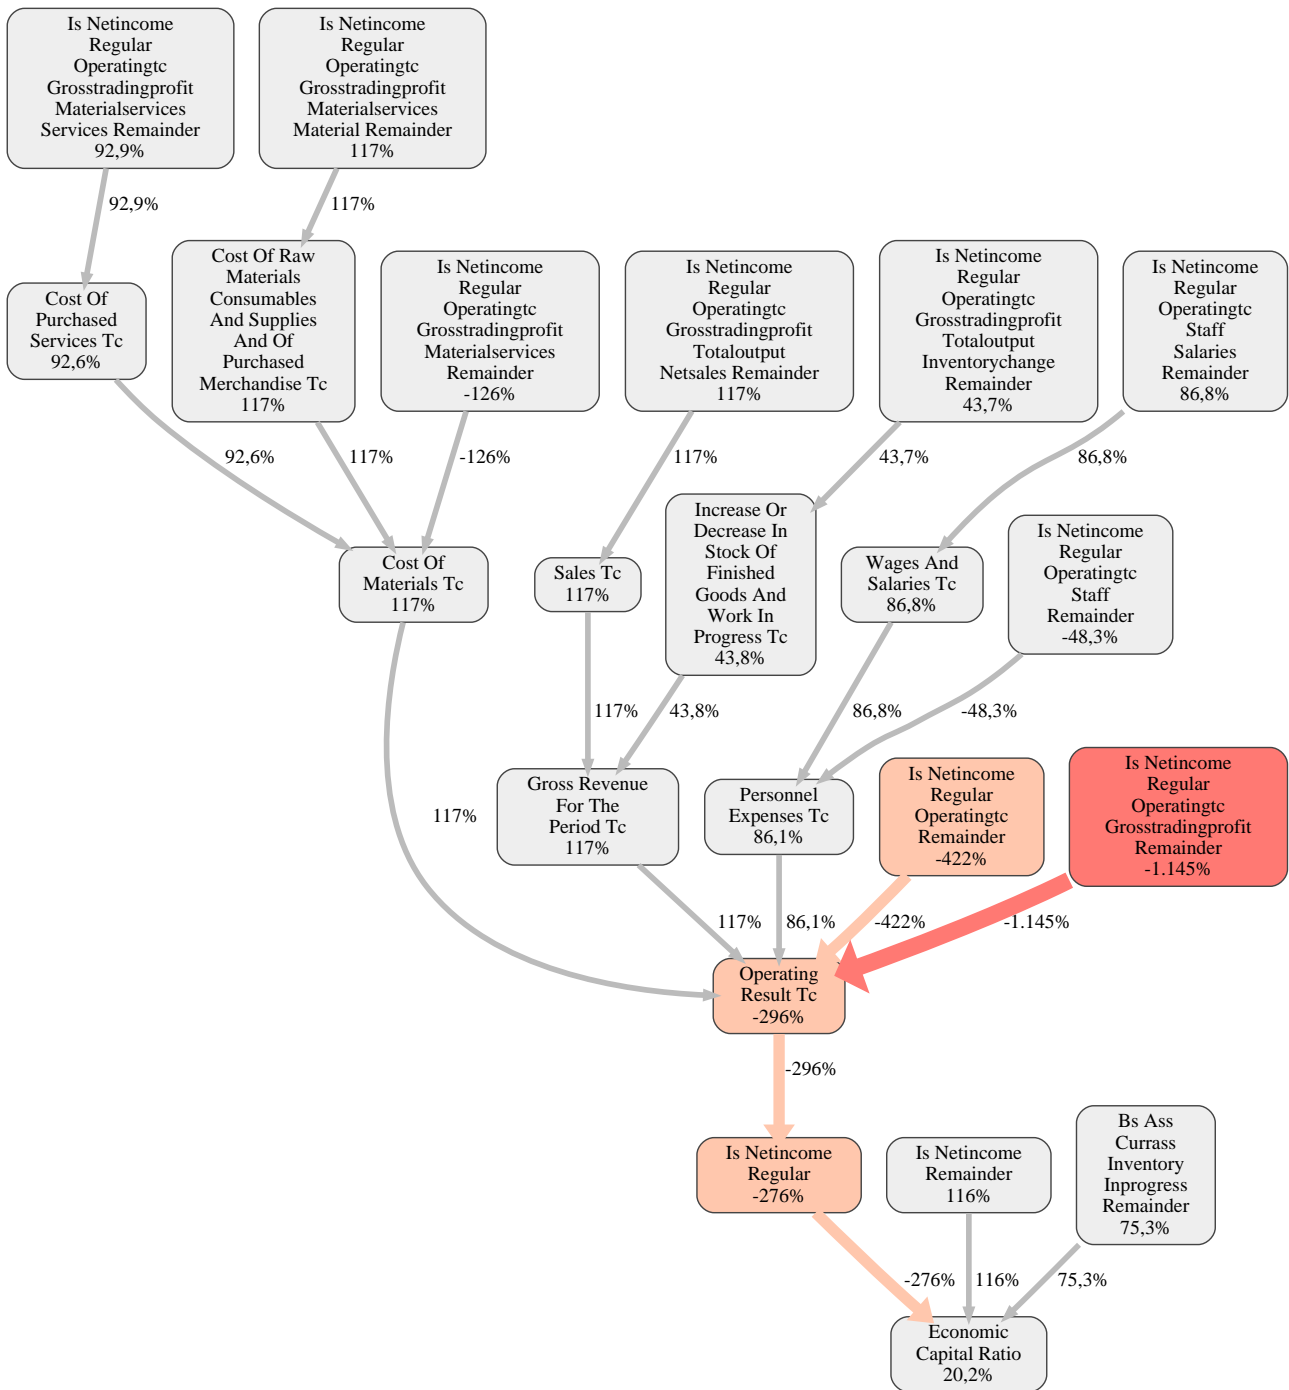 Is Netincome
Regular
Operatingtc
Grosstradingprofit
Materialservices
Services Remainder
92,9%
Is Netincome
Regular
Operatingtc
Grosstradingprofit
Materialservices
Material Remainder
117%
92,9%
117%
Cost Of
Purchased
Services Tc
92,6%
Cost Of Raw
Materials
Consumables
And Supplies
And Of
Purchased
Merchandise Tc
117%
Is Netincome
Regular
Operatingtc
Grosstradingprofit
Materialservices
Remainder
-126%
Is Netincome
Regular
Operatingtc
Grosstradingprofit
Totaloutput
Netsales Remainder
117%
Is Netincome
Regular
Operatingtc
Grosstradingprofit
Totaloutput
Inventorychange
Remainder
43,7%
Is Netincome
Regular
Operatingtc
Staff
Salaries
Remainder
86,8%
92,6%
117%
-126%
117%
43,7%
86,8%
Cost Of
Materials Tc
117%
Sales Tc
117%
Increase Or
Decrease In
Stock Of
Finished
Goods And
Work In
Progress Tc
43,8%
Wages And
Salaries Tc
86,8%
Is Netincome
Regular
Operatingtc
Staff
Remainder
-48,3%
117%
117%
43,8%
86,8%
-48,3%
Gross Revenue
For The
Period Tc
117%
Personnel
Expenses Tc
86,1%
Is Netincome
Regular
Operatingtc
Remainder
-422%
Is Netincome
Regular
Operatingtc
Grosstradingprofit
Remainder
-1.145%
117%
86,1%
-422%
-1.145%
Operating
Result Tc
-296%
-296%
Is Netincome
Regular
-276%
Is Netincome
Remainder
116%
Bs Ass
Currass
Inventory
Inprogress
Remainder
75,3%
-276%
116%
75,3%
Economic
Capital Ratio
20,2%